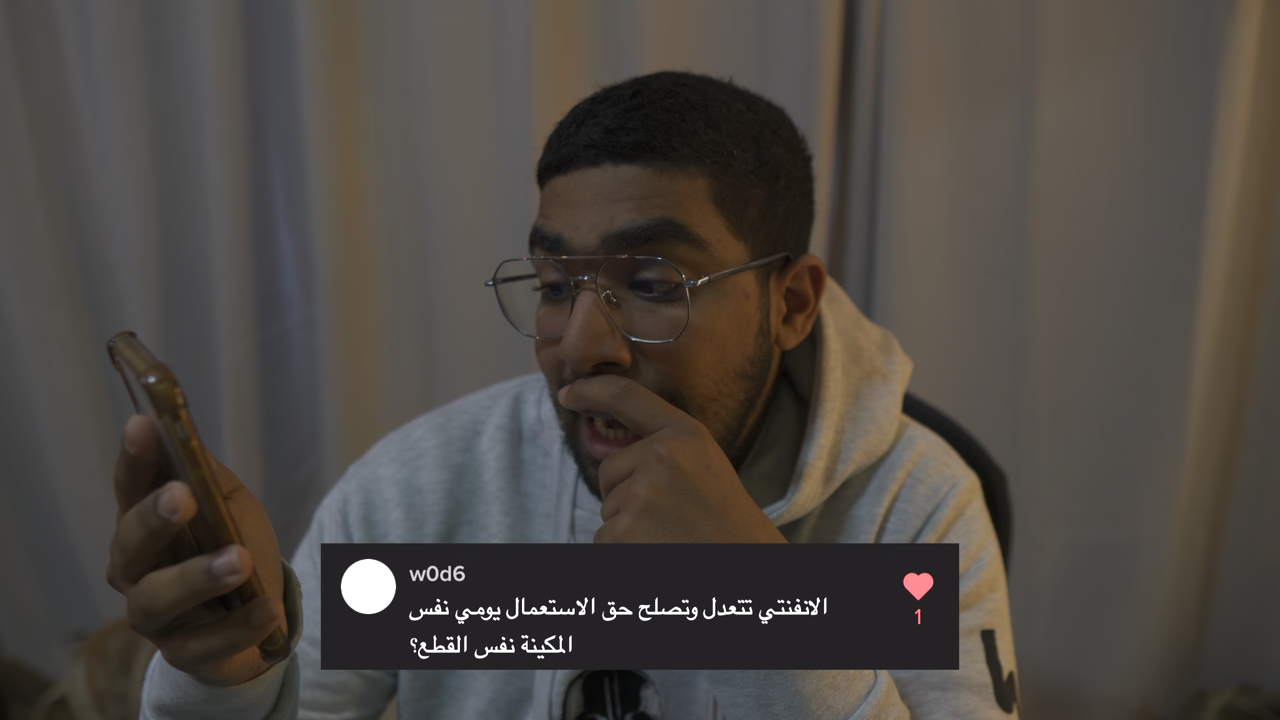 w0d6
الانفنتي تتعدل وتصلح حق الاستعمال يومي نفس
المكينة نفس القطع؟
1